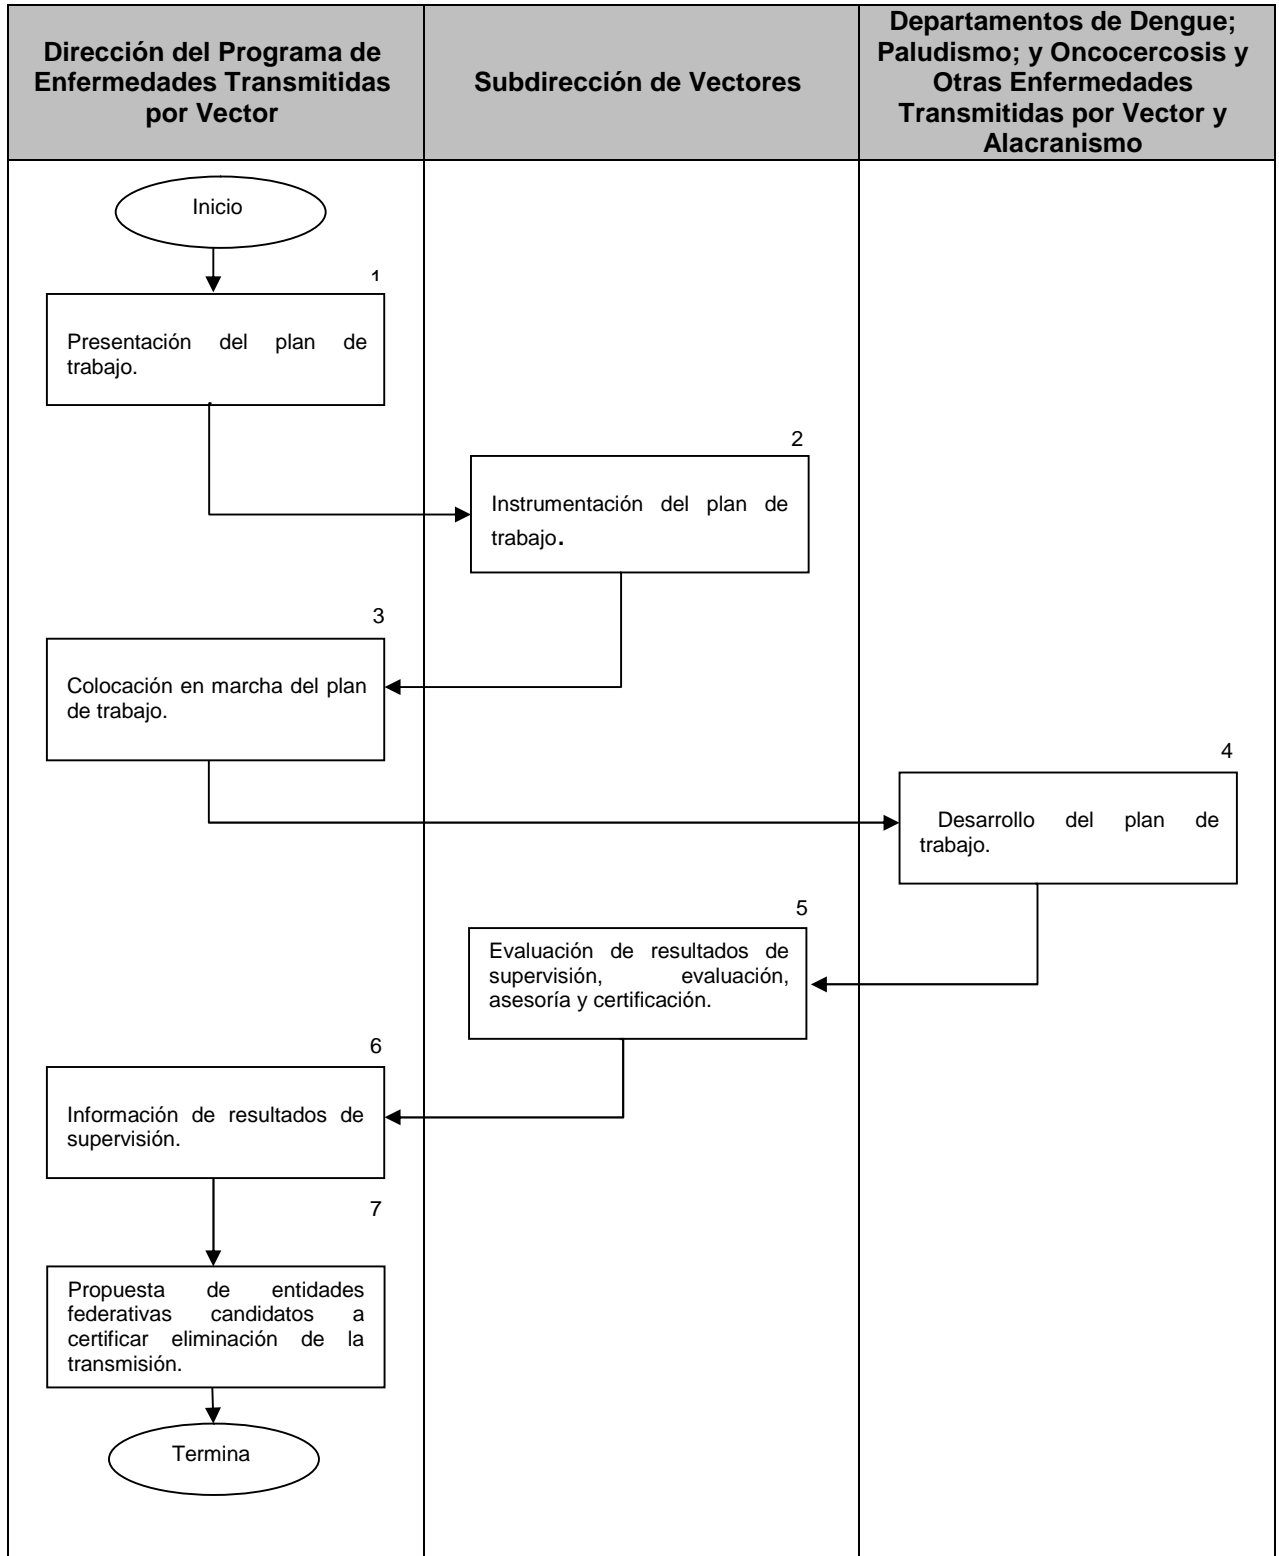 Dirección del Programa de
Enfermedades Transmitidas
por Vector
Subdirección de Vectores
Departamentos de Dengue;
Paludismo; y Oncocercosis y
Otras Enfermedades
Transmitidas por Vector y
Alacranismo
Inicio
1
Presentación del plan de
trabajo.
2
Instrumentación del plan de
trabajo.
3
Colocación en marcha del plan
de trabajo.
4
Desarrollo del plan de
trabajo.
5
Evaluación de resultados de
supervisión, evaluación,
asesoría y certificación.
6
Información de resultados de
supervisión.
7
Propuesta de entidades
federativas candidatos a
certificar eliminación de la
transmisión.
Termina